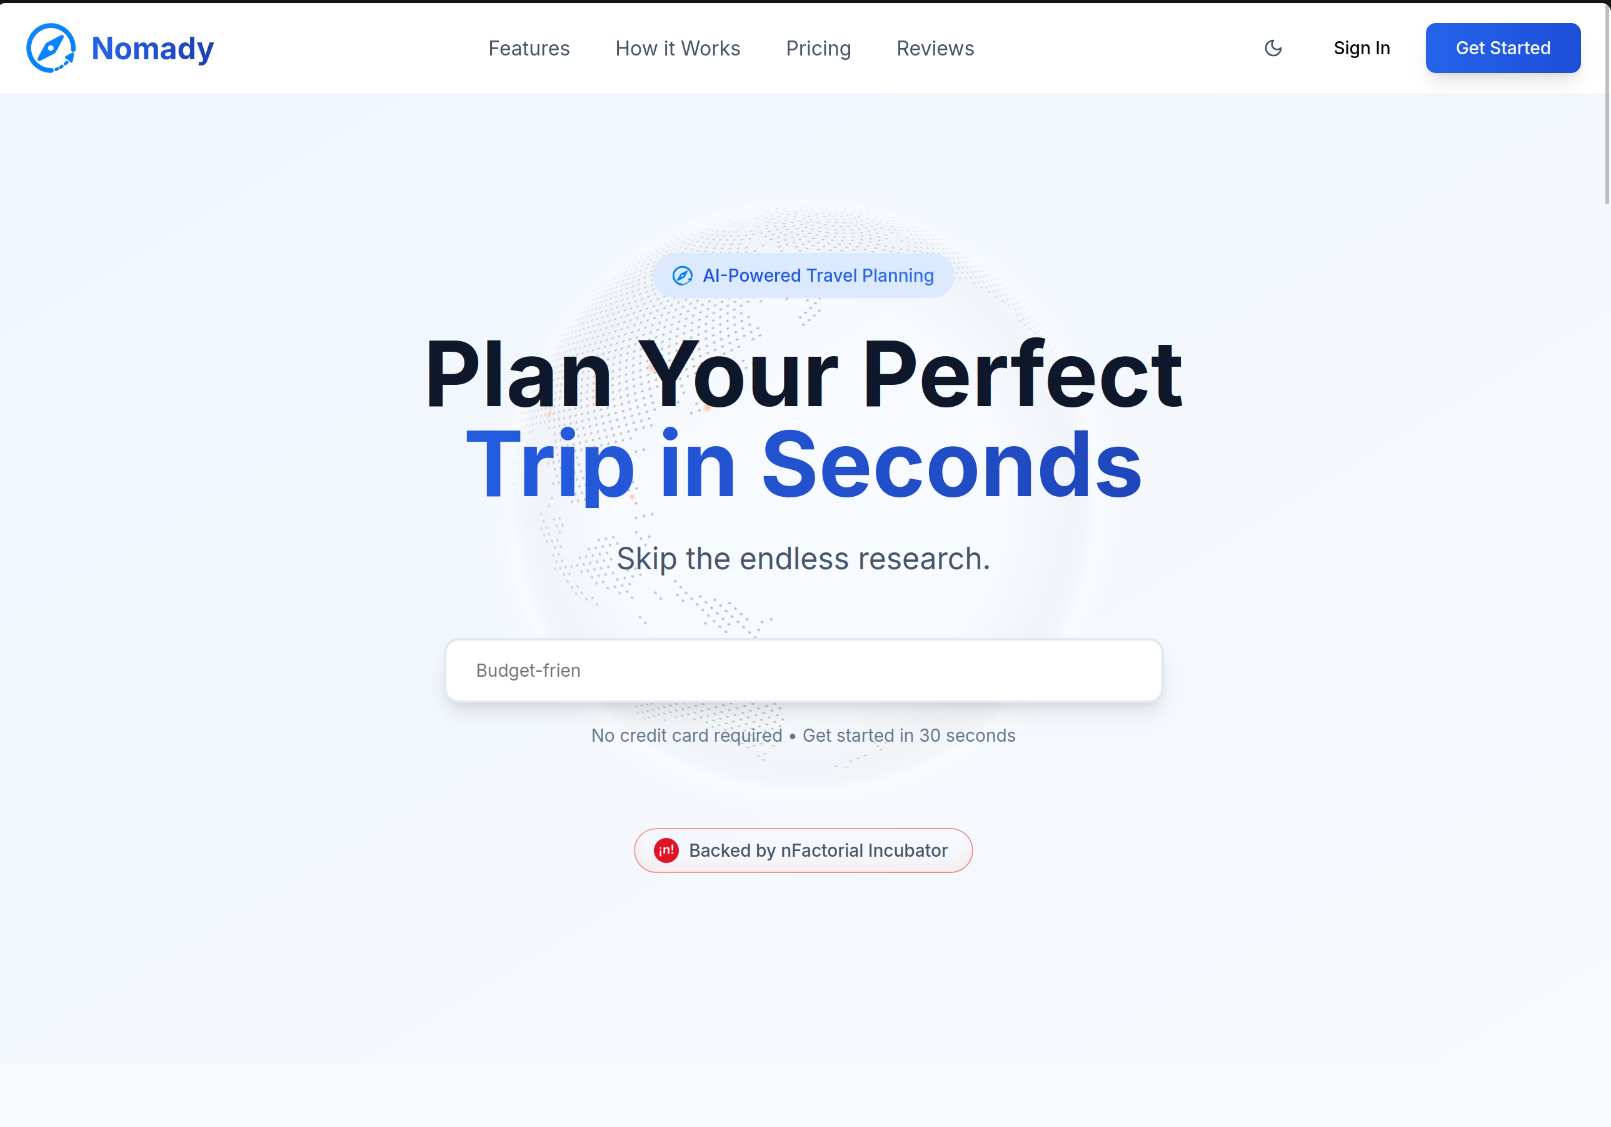 Nomady
Features
How it Works
Pricing
Reviews
Sign In
Get Started
AI-Powered Travel Planning
Plan Your Perfect
Trip in Seconds
Skip the endless research.
Budget-frien
No credit card required • Get started in 30 seconds
¡n!
Backed by nFactorial Incubator